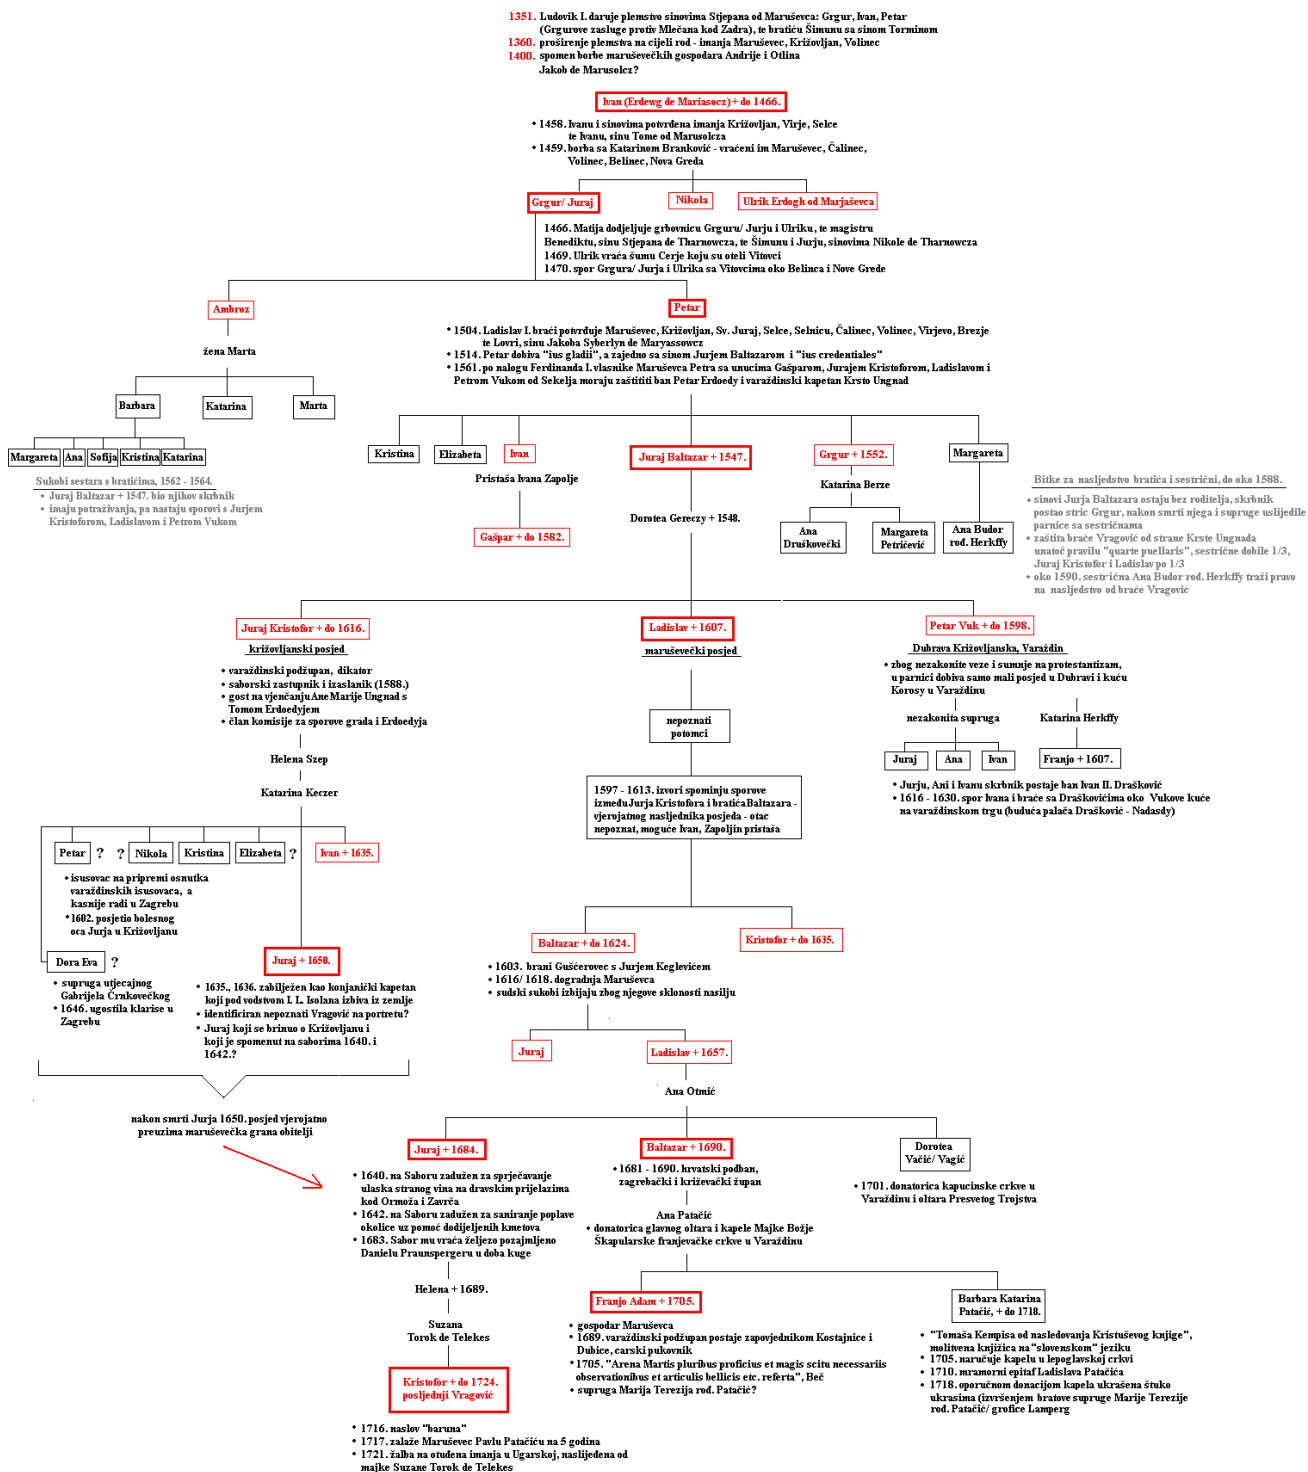 1351. Ludovik I. daruje plemstvo sinovima Stjepana od Maruševca: Grgur, Ivan, Petar
(Grgurove zasluge protiv Mlečana kod Zadra), te bratiću Šimunu sa sinom Torminom
1360. proširenje plemstva na cijeli rod - imanja Maruševec, Križovljan, Volinec
1400. spomen borbe maruševečkih gospodara Andrije i Otlina
Jakob de Marusolcz?
Ivan (Erdewg de Mariasocz) + do 1466.
• 1458. Ivanu i sinovima potvrđena imanja Križovljan, Virje, Selce
te Ivanu, sinu Tome od Marusolcza
• 1459. borba sa Katarinom Branković - vraćeni im Maruševec, Čalinec,
Volinec, Belinec, Nova Greda
Grgur/ Juraj
Nikola
Ulrik Erdogh od Marjaševca
1466. Matija dodjeljuje grbovnicu Grguru/ Jurju i Ulriku, te magistru
Benediktu, sinu Stjepana de Tharnowcza, te Šimunu i Jurju, sinovima Nikole de Tharnowcza
1469. Ulrik vraća šumu Cerje koju su oteli Vitovci
1470. spor Grgura/ Jurja i Ulrika sa Vitovcima oko Belinca i Nove Grede
Ambroz
Petar
žena Marta
• 1504. Ladislav I. braći potvrđuje Maruševec, Križovljan, Sv. Juraj, Selce, Selnicu, Čalinec, Volinec, Virjevo, Brezje
te Lovri, sinu Jakoba Syberlyn de Maryassowcz
• 1514. Petar dobiva "ius gladii", a zajedno sa sinom Jurjem Baltazarom i "ius credentiales"
• 1561. po nalogu Ferdinanda I. vlasnike Maruševca Petra sa unucima Gašparom, Jurajem Kristoforom, Ladislavom i
Petrom Vukom od Sekelja moraju zaštititi ban Petar Erdoedy i varaždinski kapetan Krsto Ungnad
Barbara
Katarina
Marta
Margareta
Ana
Sofija
Kristina
Katarina
Sukobi sestara s bratićima, 1562 - 1564.
• Juraj Baltazar + 1547. bio njihov skrbnik
• imaju potraživanja, pa nastaju sporovi s Jurjem
Kristoforom, Ladislavom i Petrom Vukom
Kristina
Elizabeta
Ivan
Juraj Baltazar + 1547.
Grgur + 1552.
Margareta
Pristaša Ivana Zapolje
Katarina Berze
Gašpar + do 1582.
Dorotea Gereczy + 1548.
Ana
Druškovečki
Margareta
Petričević
Ana Budor
rod. Herkffy
Bitke za nasljedstvo bratića i sestrični, do oko 1588.
• sinovi Jurja Baltazara ostaju bez roditelja, skrbnik
postao stric Grgur, nakon smrti njega i supruge uslijedile
parnice sa sestričnama
• zaštita braće Vragović od strane Krste Ungnada
unatoč pravilu "quarte puellaris", sestrične dobile 1/3,
Juraj Kristofor i Ladislav po 1/3
• oko 1590. sestrična Ana Budor rod. Herkffy traži pravo
na nasljedstvo od braće Vragović
Juraj Kristofor + do 1616.
Ladislav + 1607.
Petar Vuk + do 1598.
križovljanski posjed
• varaždinski podžupan, dikator
• saborski zastupnik i izaslanik (1588.)
• gost na vjenčanju Ane Marije Ungnad s
Tomom Erdoedyjem
• član komisije za sporove grada i Erdoedyja
Helena Szep
Katarina Keczer
maruševečki posjed
nepoznati
potomci
1597 - 1613. izvori spominju sporove
između Jurja Kristofora i bratića Baltazara -
vjerojatnog nasljednika posjeda - otac
nepoznat, moguće Ivan, Zapoljin pristaša
Dubrava Križovljanska, Varaždin
• zbog nezakonite veze i sumnje na protestantizam,
u parnici dobiva samo mali posjed u Dubravi i kuću
Korosy u Varaždinu
nezakonita supruga
Katarina Herkffy
Juraj
Ana
Ivan
Franjo + 1607.
• Jurju, Ani i Ivanu skrbnik postaje ban Ivan II. Drašković
• 1616 - 1630. spor Ivana i braće sa Draškovićima oko Vukove kuće
na varaždinskom trgu (buduća palača Drašković - Nadasdy)
Petar ?
? Nikola
Kristina
Elizabeta ?
Ivan + 1635.
• isusovac na pripremi osnutka
varaždinskih isusovaca, a
kasnije radi u Zagrebu
• 1602. posjetio bolesnog
oca Jurja u Križovljanu
Dora Eva ?
• supruga utjecajnog
Gabrijela Črnkovečkog
• 1646. ugostila klarise u
Zagrebu
Juraj + 1650.
• 1635., 1636. zabilježen kao konjanički kapetan
koji pod vodstvom I. L. Isolana izbiva iz zemlje
• identificiran nepoznati Vragović na portretu?
• Juraj koji se brinuo o Križovljanu i
koji je spomenut na saborima 1640. i
1642.?
nakon smrti Jurja 1650. posjed vjerojatno
preuzima maruševečka grana obitelji
Baltazar + do 1624.
Kristofor + do 1635.
• 1603. brani Gušćerovec s Jurjem Keglevićem
• 1616/ 1618. dogradnja Maruševca
• sudski sukobi izbijaju zbog njegove sklonosti nasilju
Juraj
Ladislav + 1657.
Ana Otmić
Juraj + 1684.
Baltazar + 1690.
Dorotea
Vačić/ Vagić
• 1640. na Saboru zadužen za sprječavanje
ulaska stranog vina na dravskim prijelazima
kod Ormoža i Zavrča
• 1642. na Saboru zadužen za saniranje poplave
okolice uz pomoć dodijeljenih kmetova
• 1683. Sabor mu vraća željezo pozajmljeno
Danielu Praunspergeru u doba kuge
Helena + 1689.
Suzana
Torok de Telekes
Kristofor + do 1724.
posljednji Vragović
• 1716. naslov "baruna"
• 1717. zalaže Maruševec Pavlu Patačiću na 5 godina
• 1721. žalba na otuđena imanja u Ugarskoj, naslijeđena od
majke Suzane Torok de Telekes
• 1681 - 1690. hrvatski podban,
zagrebački i križevački župan
Ana Patačić
• donatorica glavnog oltara i kapele Majke Božje
Škapularske franjevačke crkve u Varaždinu
• 1701. donatorica kapucinske crkve u
Varaždinu i oltara Presvetog Trojstva
Franjo Adam + 1705.
• gospodar Maruševca
• 1689. varaždinski podžupan postaje zapovjednikom Kostajnice i
Dubice, carski pukovnik
• 1705. "Arena Martis pluribus proficius et magis scitu necessariis
observationibus et articulis bellicis etc. referta", Beč
• supruga Marija Terezija rod. Patačić?
Barbara Katarina
Patačić, + do 1718.
• "Tomaša Kempisa od nasledovanja Kristuševog knjige",
molitvena knjižica na "slovenskom" jeziku
• 1705. naručuje kapelu u lepoglavskoj crkvi
• 1710. mramorni epitaf Ladislava Patačića
• 1718. oporučnom donacijom kapela ukrašena štuko
ukrasima (izvršenjem bratove supruge Marije Terezije
rod. Patačić/ grofice Lamperg